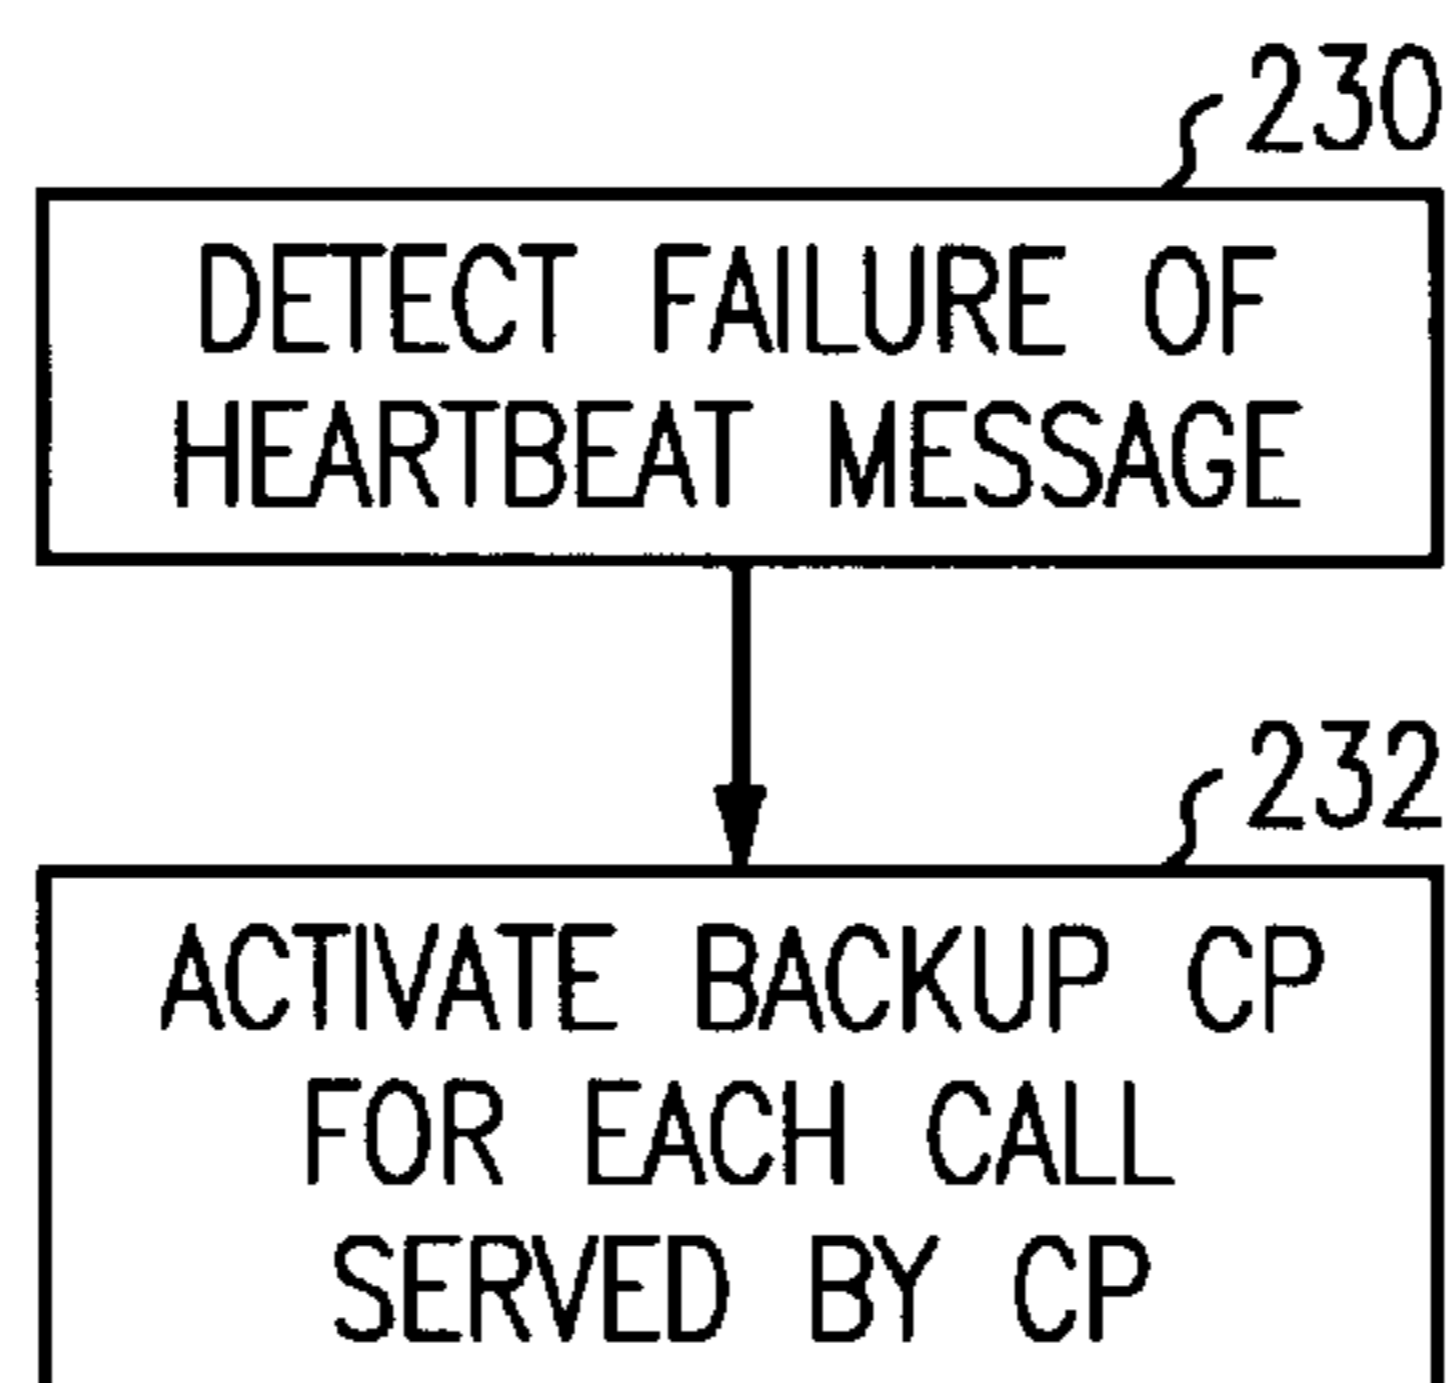 230
DETECT FAILURE OF
HEARTBEAT MESSAGE
232
ACTIVATE BACKUP CP
FOR EACH CALL
SERVED BY CP